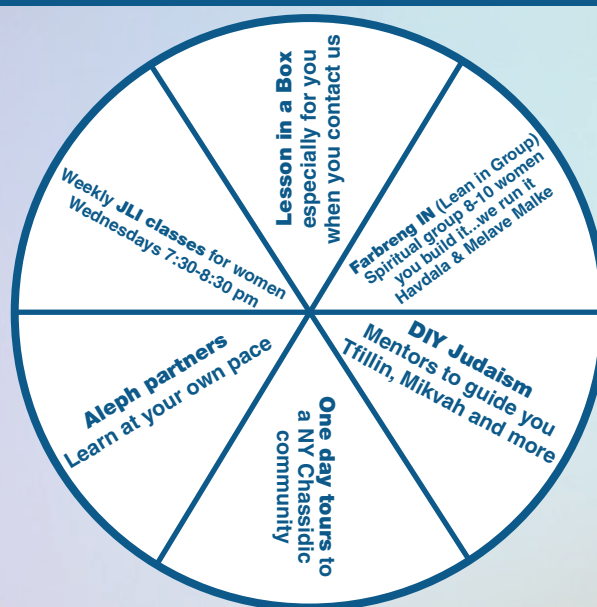 Lesson in a Box
especially for you
when you contact us
Farbreng IN (Lean in Group)
Spiritual group 8-10 women
you build it...we run it
Havdala & Melave Malke
DIY Judaism
Mentors to guide you
Tfillin, Mikvah and more
One day tours to
a NY Chassidic
community
Aleph partners
Learn at your own pace
Weekly JLI classes for women
Wednesdays 7:30-8:30 pm